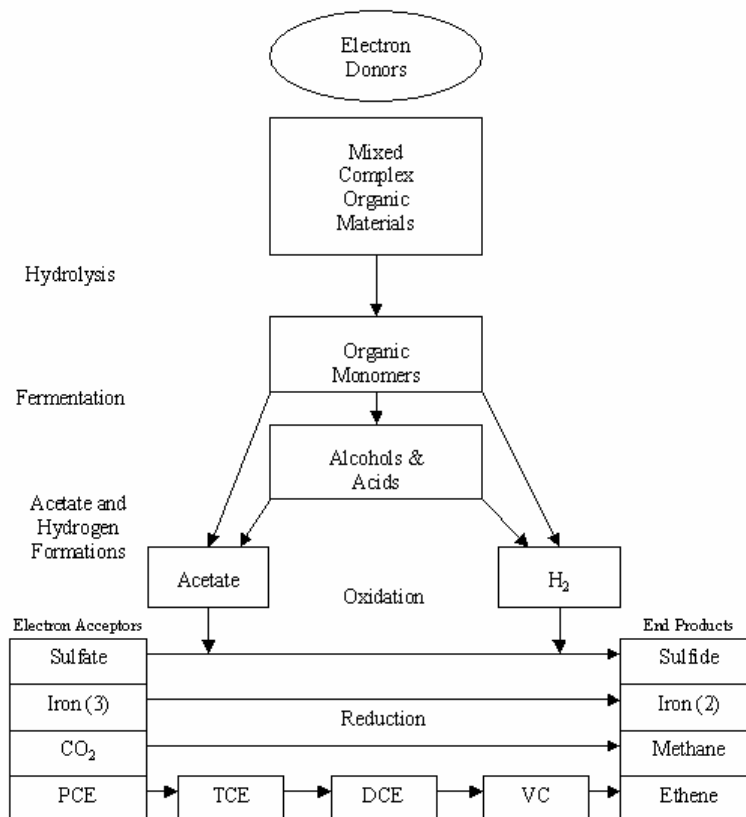 Electron
Donors
Mixed
Complex
Organic
Materials
Hydrolysis
Organic
Monomers
Fermentation
Alcohols &
Acids
Acetate and
Hydrogen
Formations
Acetate
H₂
Oxidation
Electron Acceptors
End Products
Sulfate
Sulfide
Iron (3)
Iron (2)
Reduction
CO₂
Methane
PCE
TCE
DCE
VC
Ethene